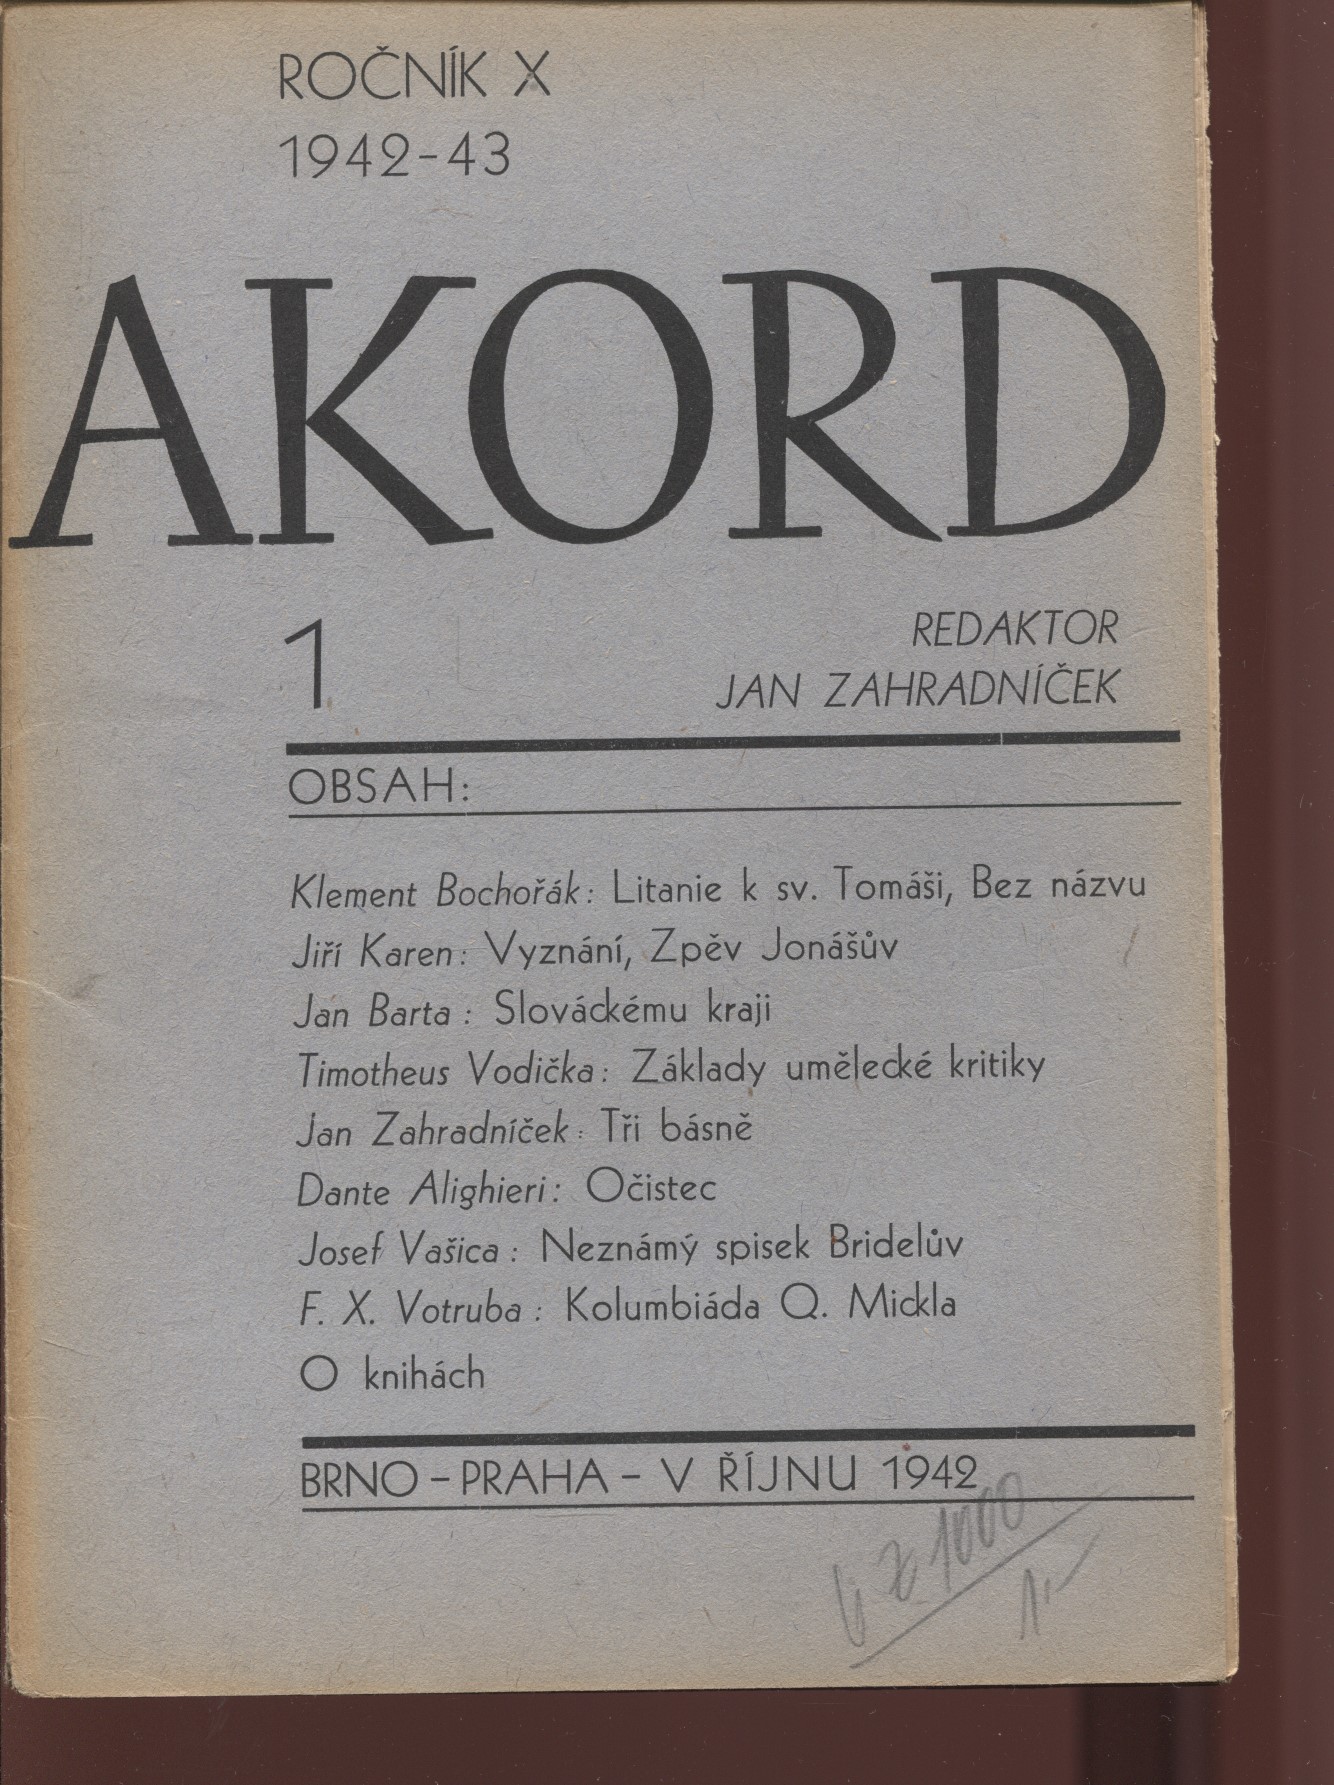 ROČNÍK X
1942-43
AKORD
1
REDAKTOR
JAN ZAHRADNÍČEK
OBSAH:
Klement Bochořák: Litanie k sv. Tomáši, Bez názvu
Jiří Karen: Vyznání, Zpěv Jonášův
Jan Barta: Slováckému kraji
Timotheus Vodička: Základy umělecké kritiky
Jan Zahradníček: Tři básně
Dante Alighieri: Očistec
Josef Vašica: Neznámý spisek Bridelův
F. X. Votruba: Kolumbiáda Q. Mickla
O knihách
BRNO - PRAHA - V ŘÍJNU 1942
1000
1,-